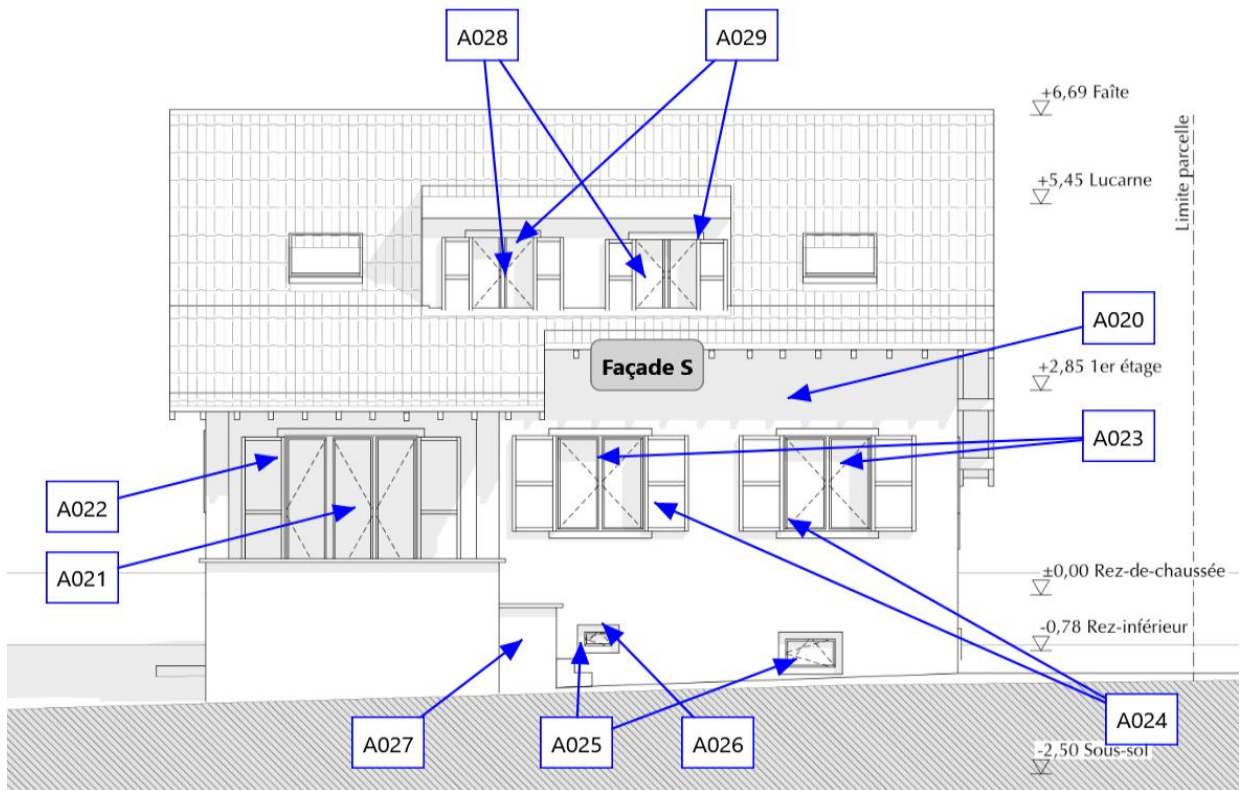 A028
A029
+6,69 Faîte
Limite parcelle
+5,45 Lucarne
A020
Façade S
+2,85 1er étage
A023
A022
A021
±0,00 Rez-de-chaussée
-0,78 Rez-inférieur
A027
A025
A026
A024
-2,50 Sous-sol